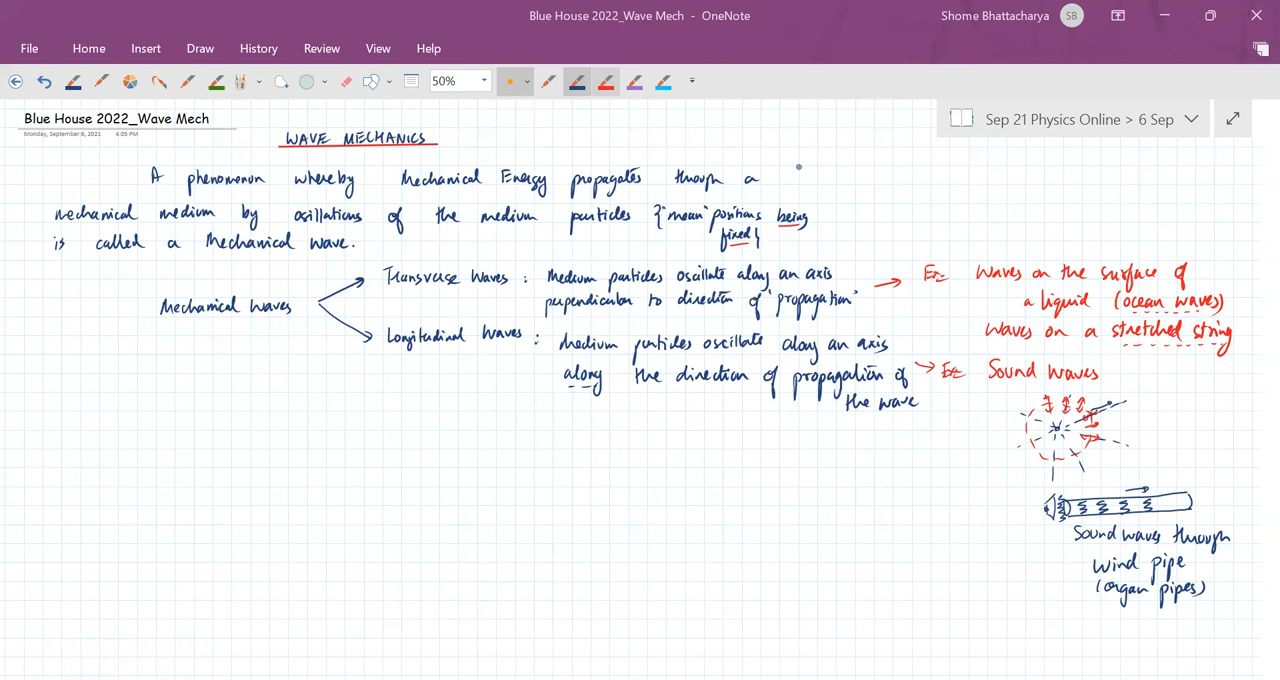 Blue House 2022_Wave Mech - OneNote
Shome Bhattacharya SB
File Home Insert Draw History Review View Help
50%
Blue House 2022_Wave Mech
Monday, September 6, 2021 4:05 PM
Sep 21 Physics Online > 6 Sep
WAVE MECHANICS
A phenomenon whereby Mechanical Energy propagates through a
mechanical medium by osillations of the medium particles {"mean" positions being
fixed}
is called a Mechanical Wave.
Mechanical Waves
Transverse Waves : Medium particles oscillate along an axis
perpendicular to direction of "propagation"
Ex: Waves on the surface of
a liquid (ocean waves)
Waves on a stretched string
Longitudinal Waves : Medium particles oscillate along an axis
along the direction of propagation of
the wave
Ex: Sound Waves
Sound waves through
wind pipe
(organ pipes)